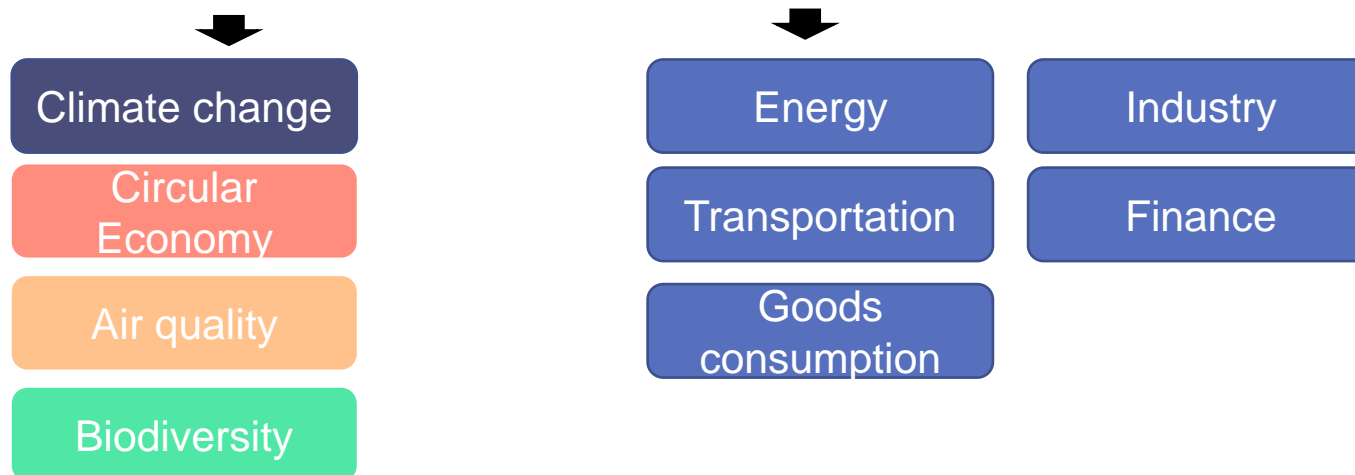 Climate change
Circular
Economy
Air quality
Biodiversity
Energy
Industry
Transportation
Finance
Goods
consumption